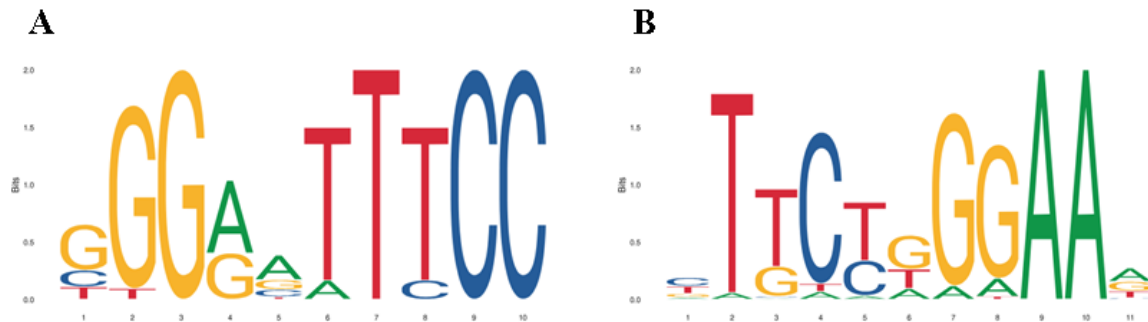 A
B
2.0
1.5
1.0
0.5
0.0
Bits
G C T
G T
G
A G
A G C T
T A
T
T C
C
C
1 2 3 4 5 6 7 8 9 10
2.0
1.5
1.0
0.5
0.0
Bits
C T G
T A
T G
C T A
T C A
G T A
G A
G A
A
A
A G T
1 2 3 4 5 6 7 8 9 10 11